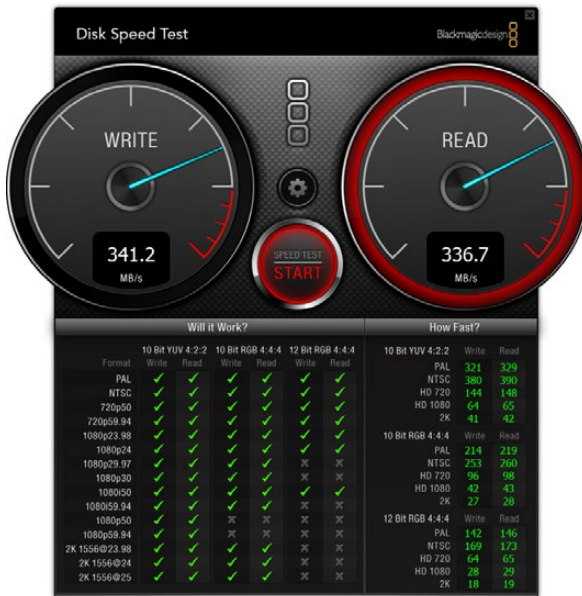 Disk Speed Test
Blackmagicdesign
WRITE
341.2
MB/s
SPEED TEST
START
READ
336.7
MB/s
Will it Work?
10 Bit YUV 4:2:2 10 Bit RGB 4:4:4 12 Bit RGB 4:4:4
Format Write Read Write Read Write Read
PAL
NTSC
720p50
720p59.94
1080p23.98
1080p24
1080p29.97
1080p30
1080i50
1080i59.94
1080p50
1080p59.94
2K 1556@23.98
2K 1556@24
2K 1556@25
How Fast?
10 Bit YUV 4:2:2 Write Read
PAL 321 329
NTSC 380 390
HD 720 144 148
HD 1080 64 65
2K 41 42
10 Bit RGB 4:4:4 Write Read
PAL 214 219
NTSC 253 260
HD 720 96 98
HD 1080 42 43
2K 27 28
12 Bit RGB 4:4:4 Write Read
PAL 142 146
NTSC 169 173
HD 720 64 65
HD 1080 28 29
2K 18 19